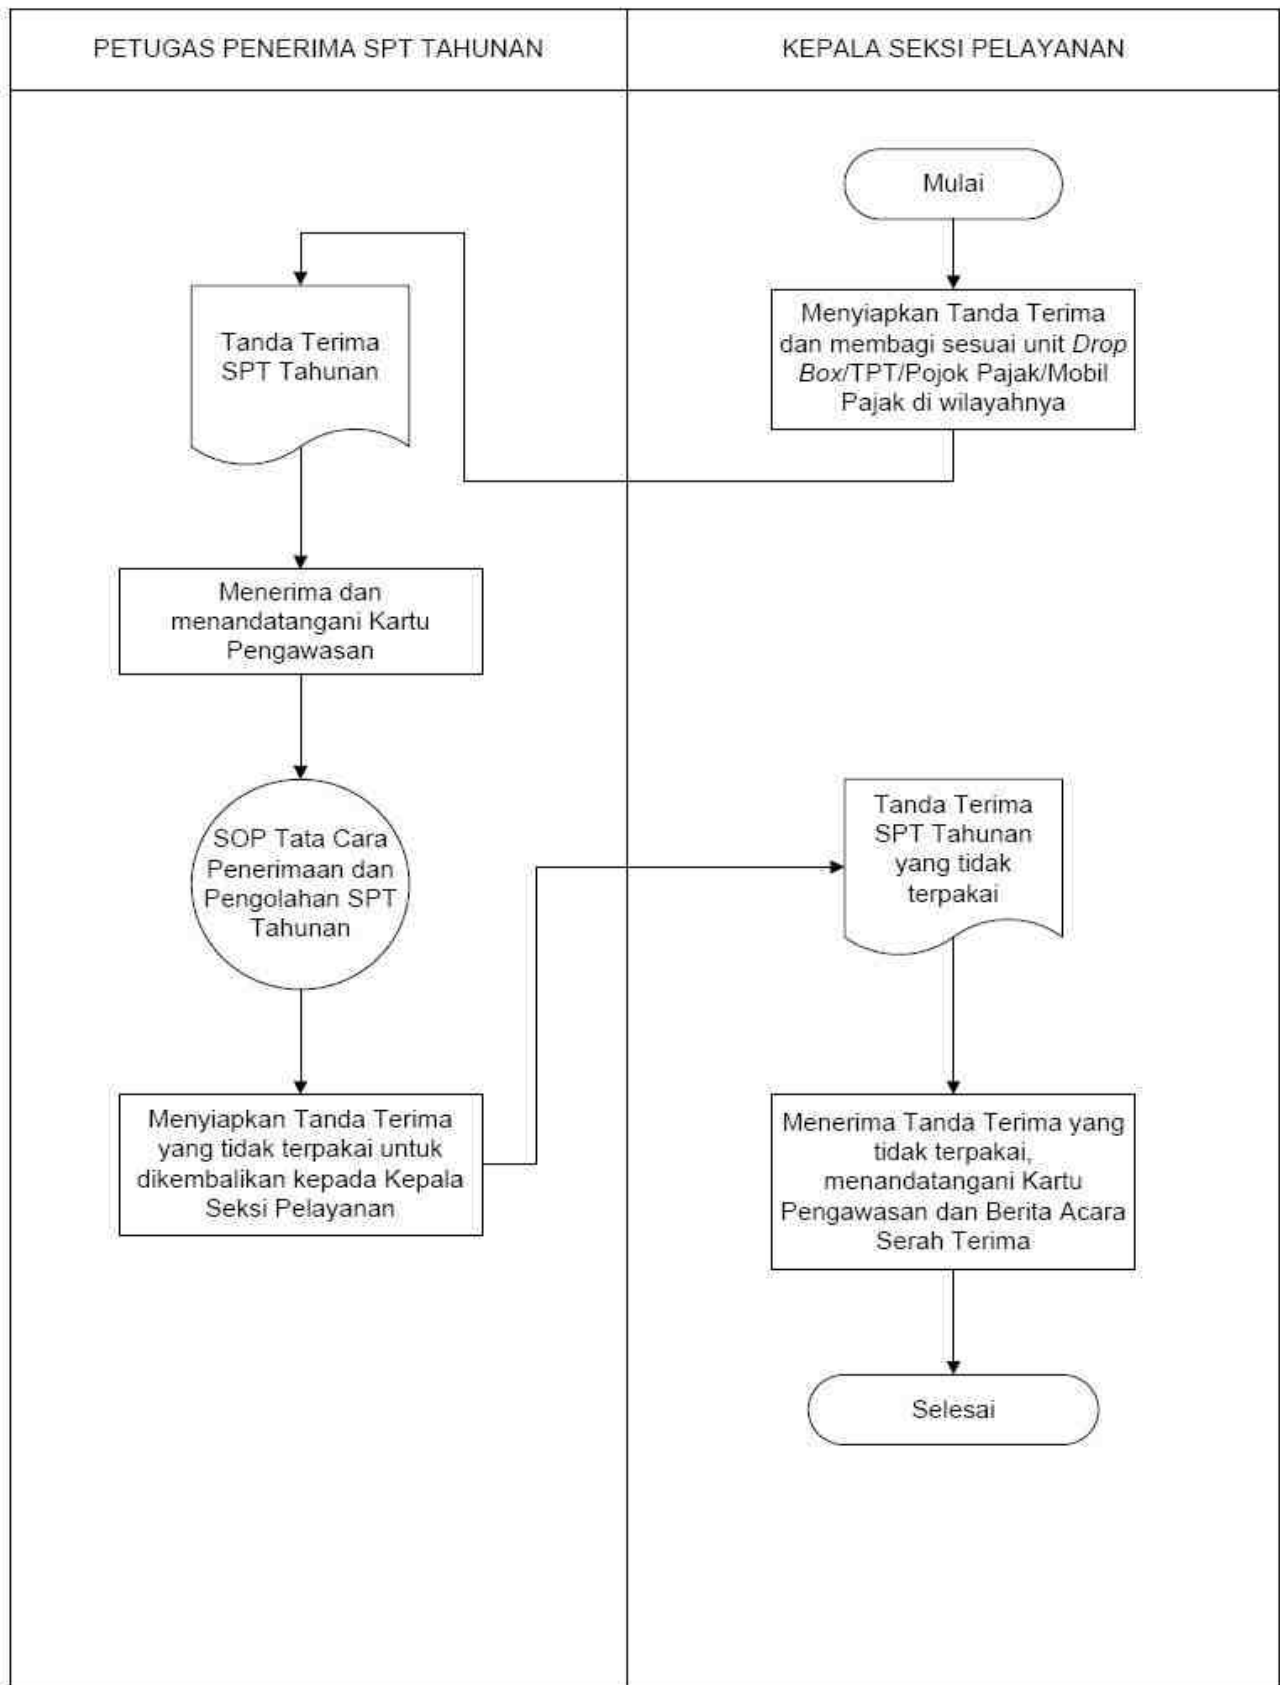 PETUGAS PENERIMA SPT TAHUNAN
KEPALA SEKSI PELAYANAN
Mulai
Menyiapkan Tanda Terima
dan membagi sesuai unit Drop
Box/TPT/Pojok Pajak/Mobil
Pajak di wilayahnya
Tanda Terima
SPT Tahunan
Menerima dan
menandatangani Kartu
Pengawasan
SOP Tata Cara
Penerimaan dan
Pengolahan SPT
Tahunan
Menyiapkan Tanda Terima
yang tidak terpakai untuk
dikembalikan kepada Kepala
Seksi Pelayanan
Tanda Terima
SPT Tahunan
yang tidak
terpakai
Menerima Tanda Terima yang
tidak terpakai,
menandatangani Kartu
Pengawasan dan Berita Acara
Serah Terima
Selesai